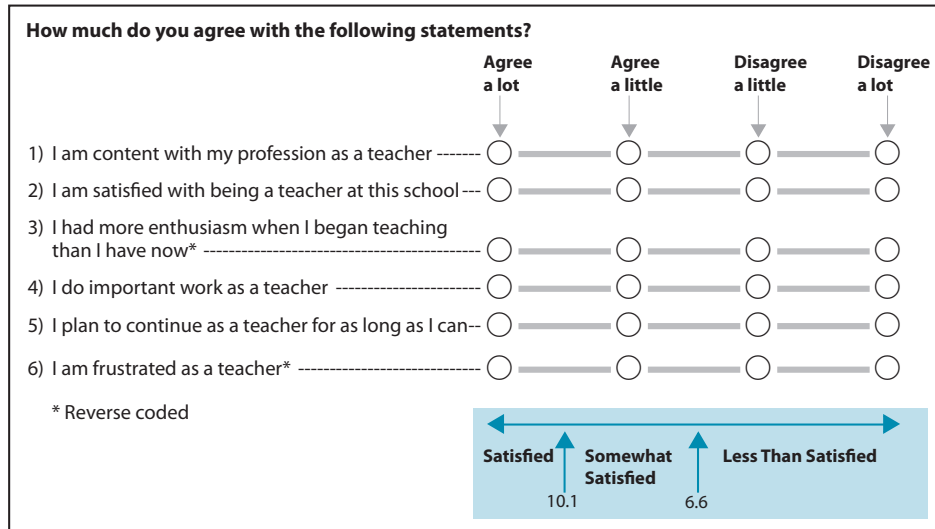 How much do you agree with the following statements?
Agree a lot
Agree a little
Disagree a little
Disagree a lot
1) I am content with my profession as a teacher -------
2) I am satisfied with being a teacher at this school ---
3) I had more enthusiasm when I began teaching
than I have now* ------------------------------------------
4) I do important work as a teacher ----------------------
5) I plan to continue as a teacher for as long as I can--
6) I am frustrated as a teacher* ---------------------------
* Reverse coded
Satisfied
Somewhat Satisfied
Less Than Satisfied
10.1
6.6